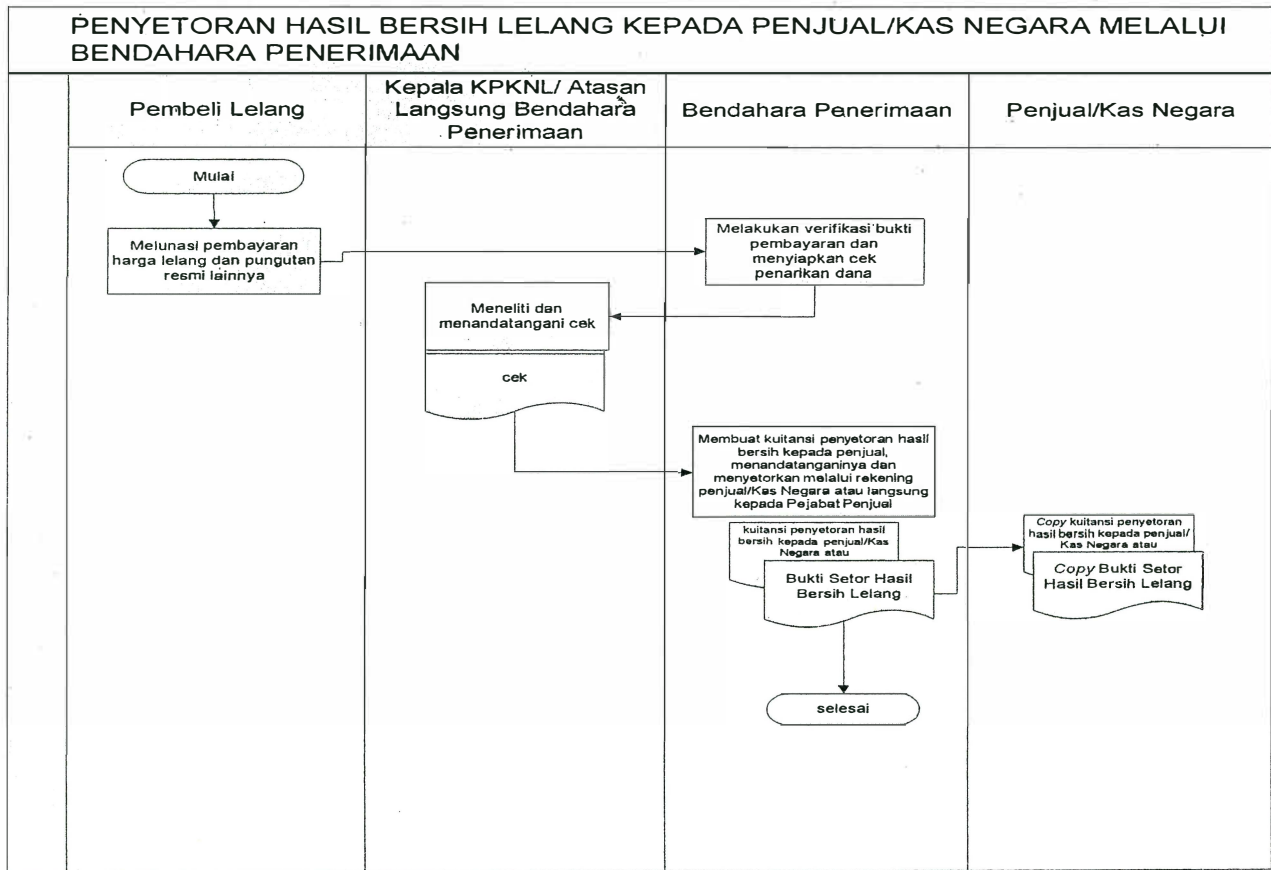 PENYETORAN HASIL BERSIH LELANG KEPADA PENJUAL/KAS NEGARA MELALUI
BENDAHARA PENERIMAAN
Pembeli Lelang
Kepala KPKNL/ Atasan
Langsung Bendahara
Penerimaan
Bendahara Penerimaan
Penjual/Kas Negara
Mulai
Melunasi pembayaran
harga lelang dan pungutan
resmi lainnya
Melakukan verifikasi bukti
pembayaran dan
menyiapkan cek
penarikan dana
Meneliti dan
menandatangani cek
cek
Membuat kuitansi penyetoran hasil
bersih kepada penjual,
menandatanganinya dan
menyetorkan melalui rekening
penjual/Kas Negara atau langsung
kepada Pejabat Penjual
kuitansi penyetoran hasil
bersih kepada penjual/Kas
Negara atau
Bukti Setor Hasil
Bersih Lelang
Copy kuitansi penyetoran
hasil bersih kepada penjual/
Kas Negara atau
Copy Bukti Setor
Hasil Bersih Lelang
selesai